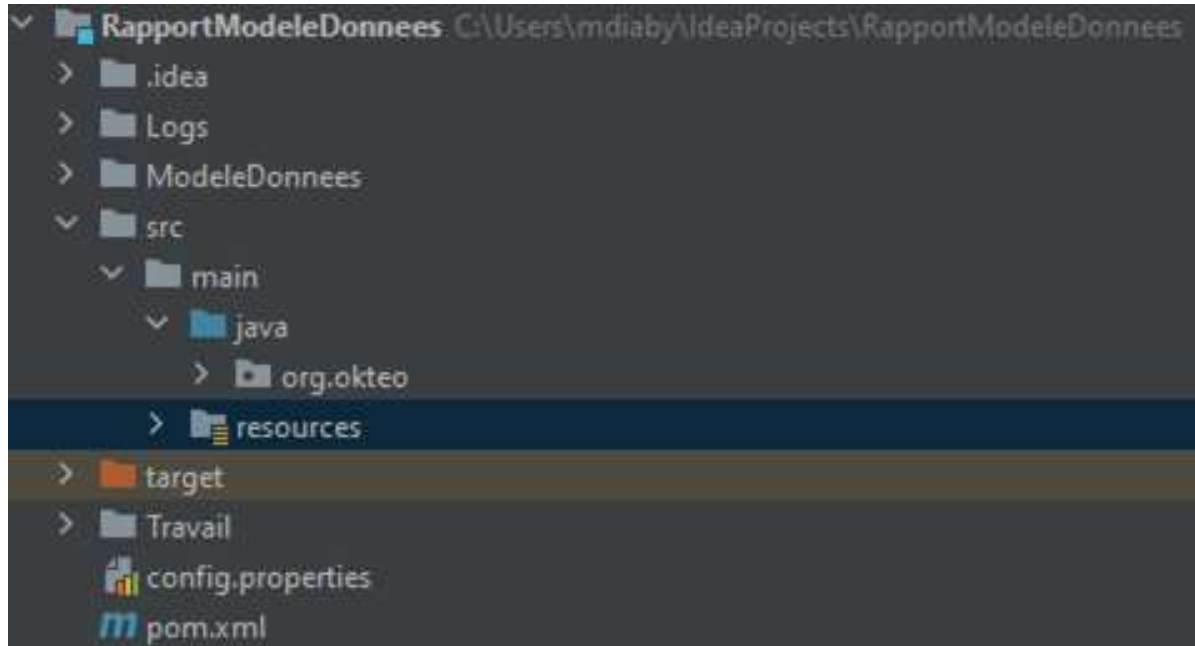 RapportModeleDonnees C:\Users\mdiaby\IdeaProjects\RapportModeleDonnees
.idea
Logs
ModeleDonnees
src
main
java
org.okteo
resources
target
Travail
config.properties
pom.xml